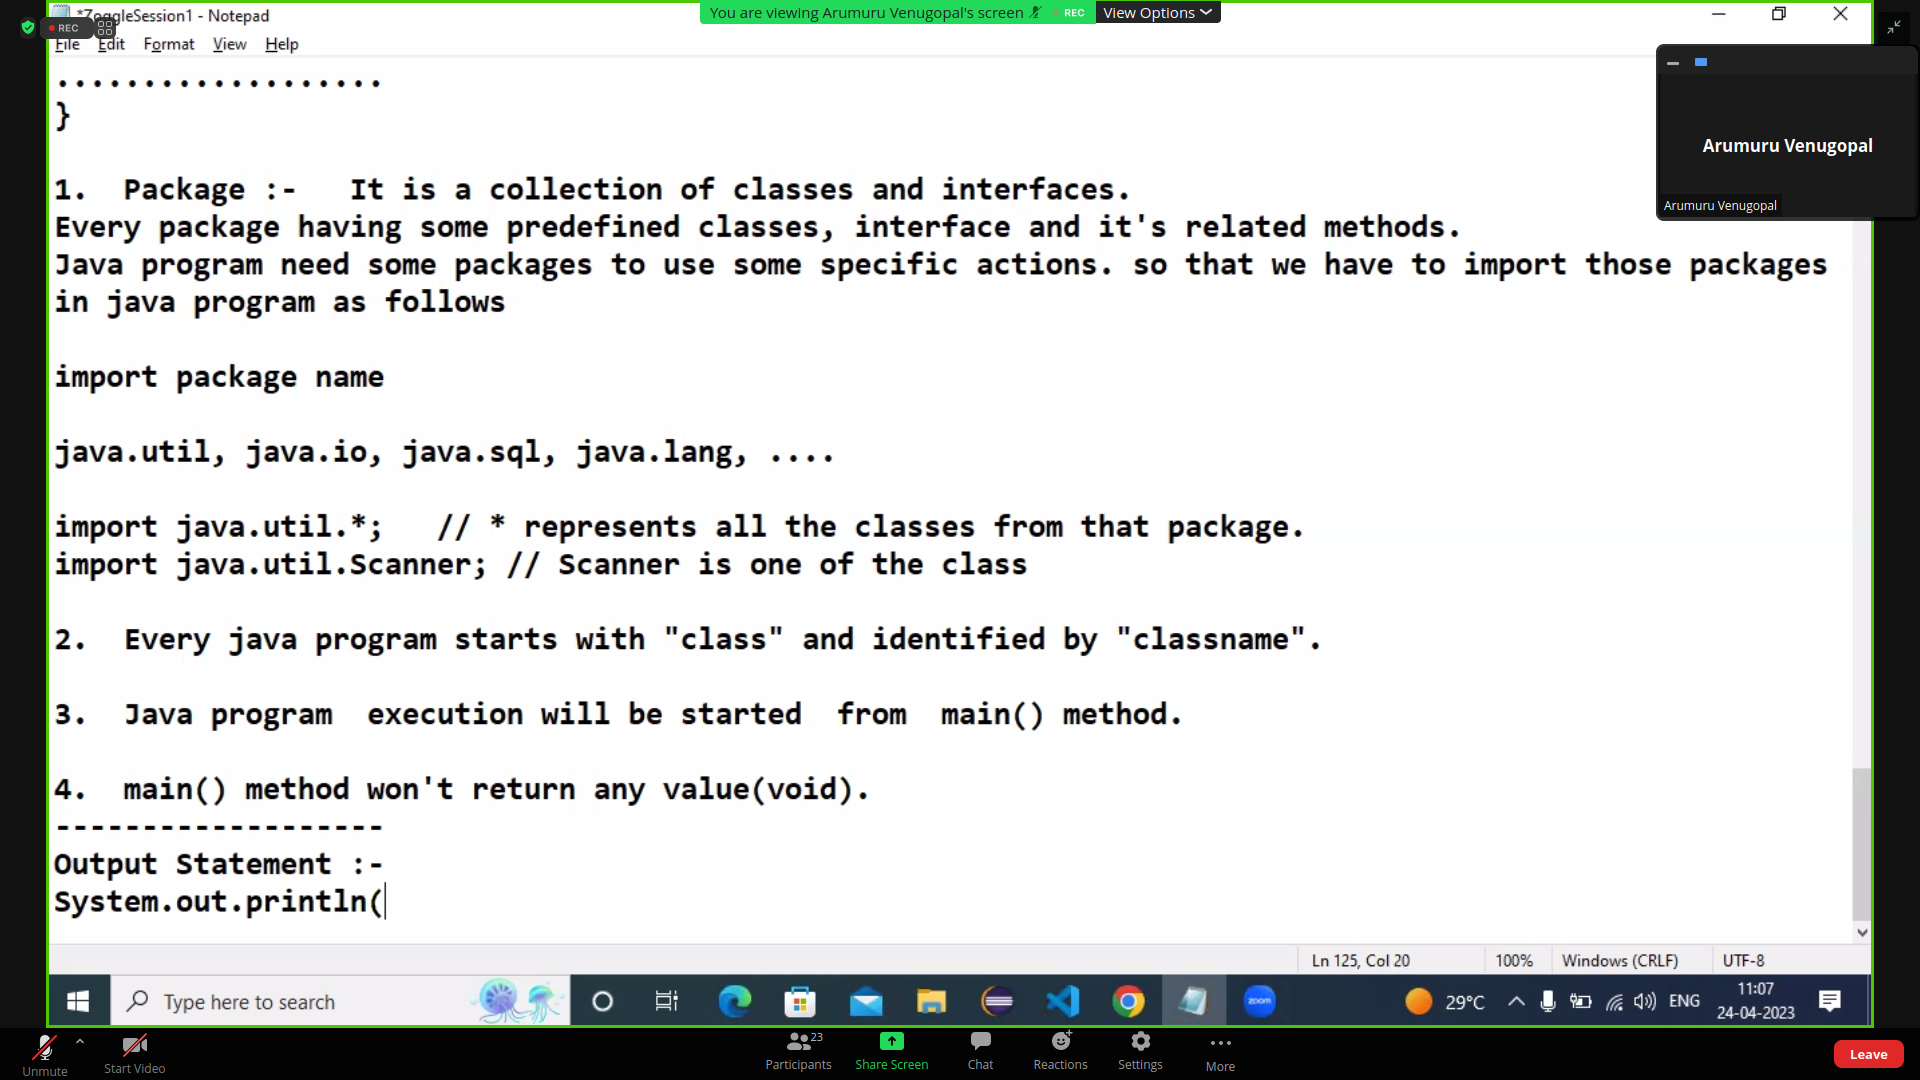 *ZoggleSession1 - Notepad
You are viewing Arumuru Venugopal's screen REC View Options
REC
File Edit Format View Help
...................
}
Arumuru Venugopal
Arumuru Venugopal
1.  Package :-   It is a collection of classes and interfaces.
Every package having some predefined classes, interface and it's related methods.
Java program need some packages to use some specific actions. so that we have to import those packages
in java program as follows
import package name
java.util, java.io, java.sql, java.lang, ....
import java.util.*;   // * represents all the classes from that package.
import java.util.Scanner; // Scanner is one of the class
2.  Every java program starts with "class" and identified by "classname".
3.  Java program  execution will be started  from  main() method.
4.  main() method won't return any value(void).
-------------------
Output Statement :-
System.out.println(
Ln 125, Col 20 100% Windows (CRLF) UTF-8
Type here to search
zoom
29°C ENG 11:07
24-04-2023
Unmute Start Video Participants 23 Share Screen Chat Reactions Settings More Leave